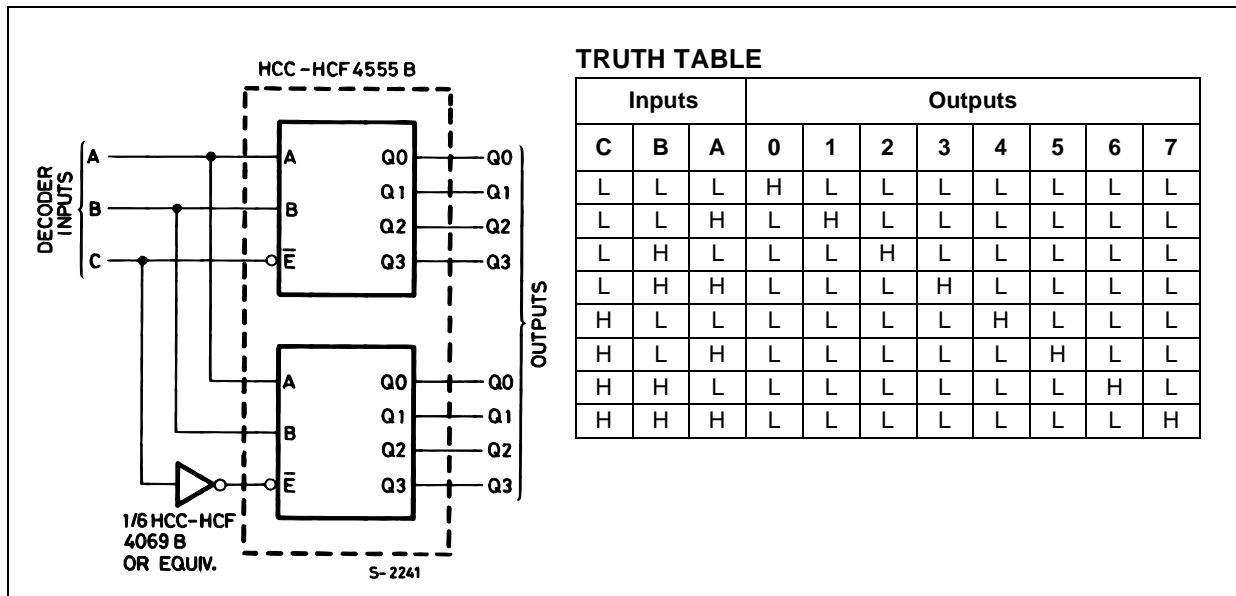 HCC-HCF 4555 B
DECODER
INPUTS
A
B
C
A
B
E
Q0
Q1
Q2
Q3
Q0
Q1
Q2
Q3
A
B
E
Q0
Q1
Q2
Q3
Q0
Q1
Q2
Q3
OUTPUTS
1/6 HCC-HCF
4069 B
OR EQUIV.
S-2241
TRUTH TABLE
Inputs Outputs
C B A 0 1 2 3 4 5 6 7
L L L H L L L L L L L
L L H L H L L L L L L
L H L L L H L L L L L
L H H L L L H L L L L
H L L L L L L H L L L
H L H L L L L L H L L
H H L L L L L L L H L
H H H L L L L L L L H